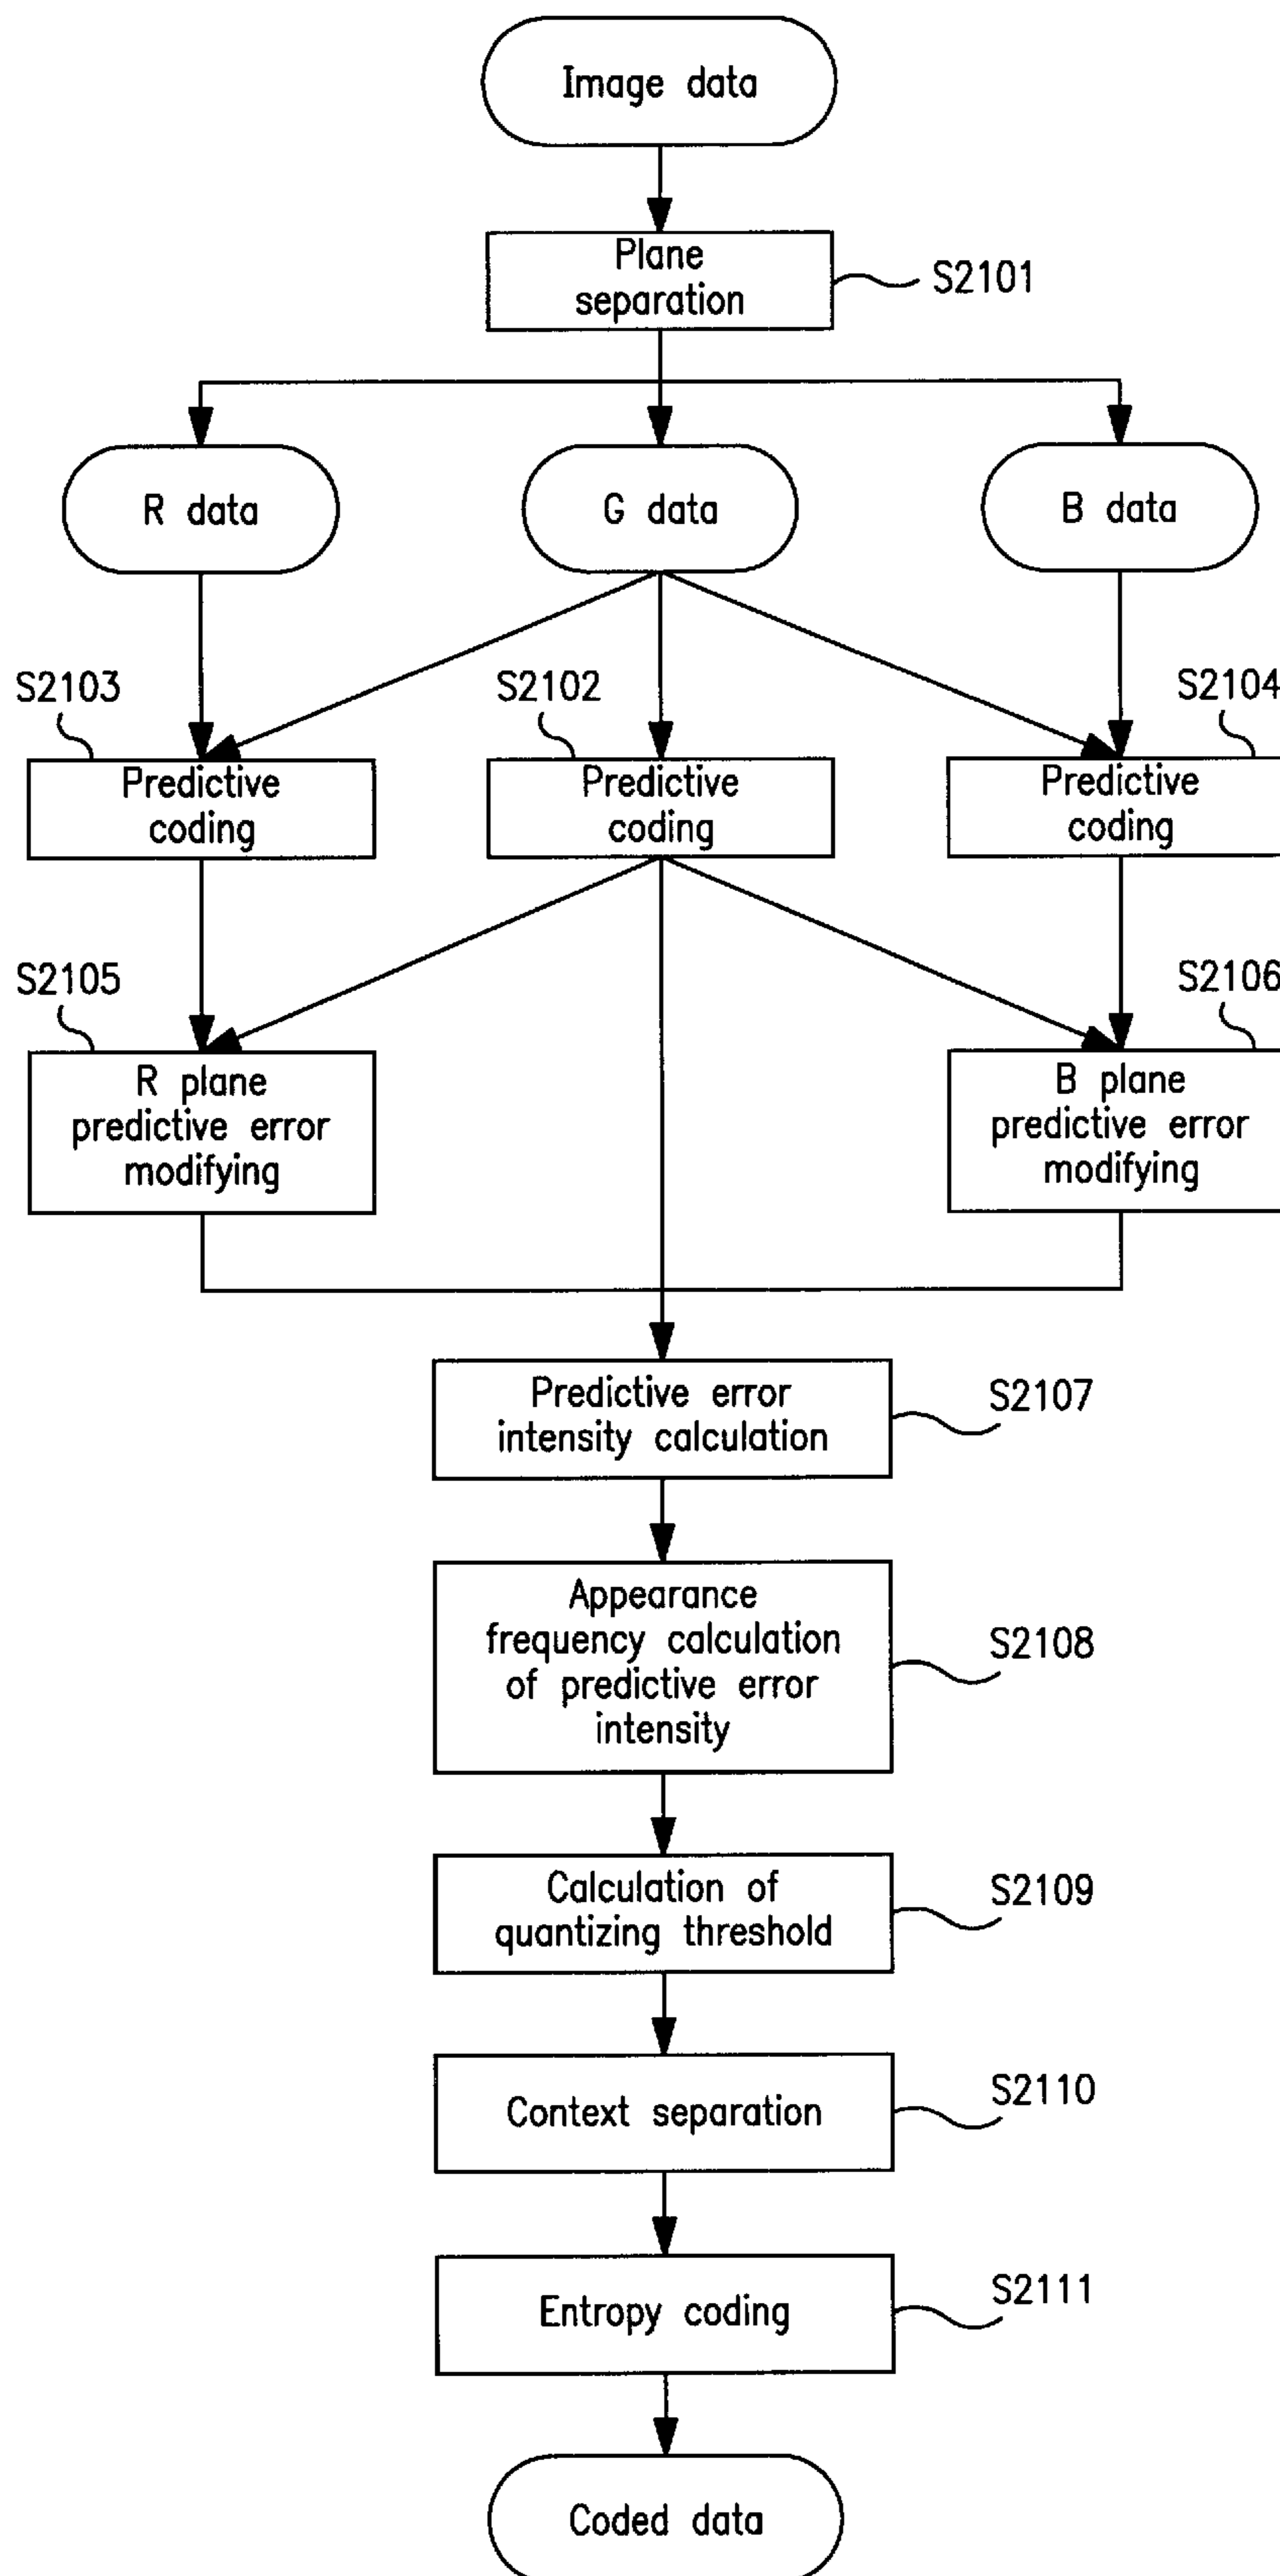 Image data
Plane
separation
S2101
R data
G data
B data
S2103
S2102
S2104
Predictive
coding
Predictive
coding
Predictive
coding
S2105
S2106
R plane
predictive error
modifying
B plane
predictive error
modifying
Predictive error
intensity calculation
S2107
Appearance
frequency calculation
of predictive error
intensity
S2108
Calculation of
quantizing threshold
S2109
Context separation
S2110
Entropy coding
S2111
Coded data